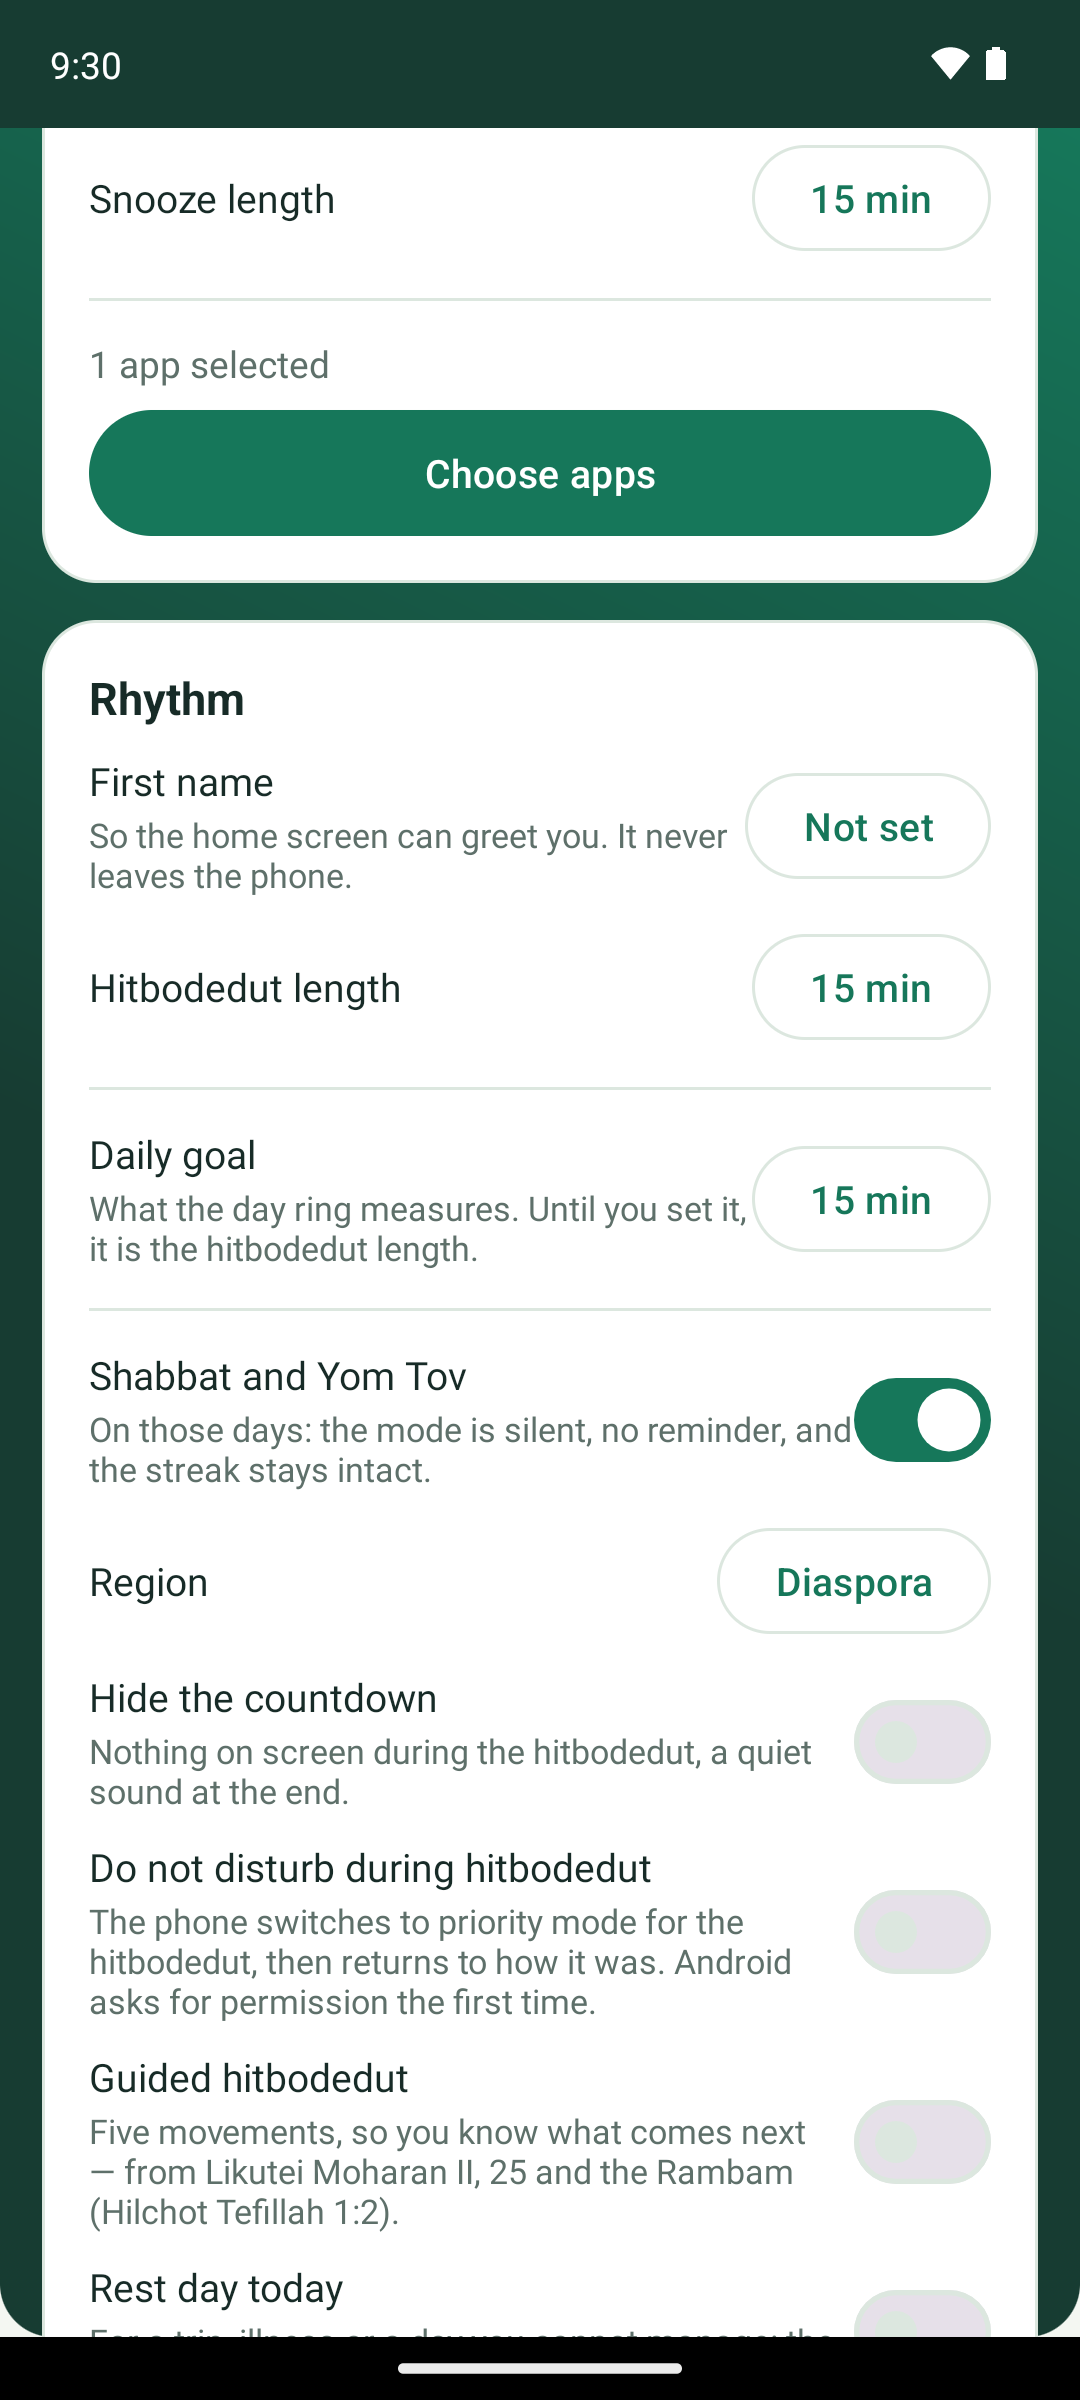 9:30
Snooze length
15 min
1 app selected
Choose apps
Rhythm
First name
So the home screen can greet you. It never
leaves the phone.
Not set
Hitbodedut length
15 min
Daily goal
What the day ring measures. Until you set it,
it is the hitbodedut length.
15 min
Shabbat and Yom Tov
On those days: the mode is silent, no reminder, and
the streak stays intact.
Region
Diaspora
Hide the countdown
Nothing on screen during the hitbodedut, a quiet
sound at the end.
Do not disturb during hitbodedut
The phone switches to priority mode for the
hitbodedut, then returns to how it was. Android
asks for permission the first time.
Guided hitbodedut
Five movements, so you know what comes next
— from Likutei Moharan II, 25 and the Rambam
(Hilchot Tefillah 1:2).
Rest day today